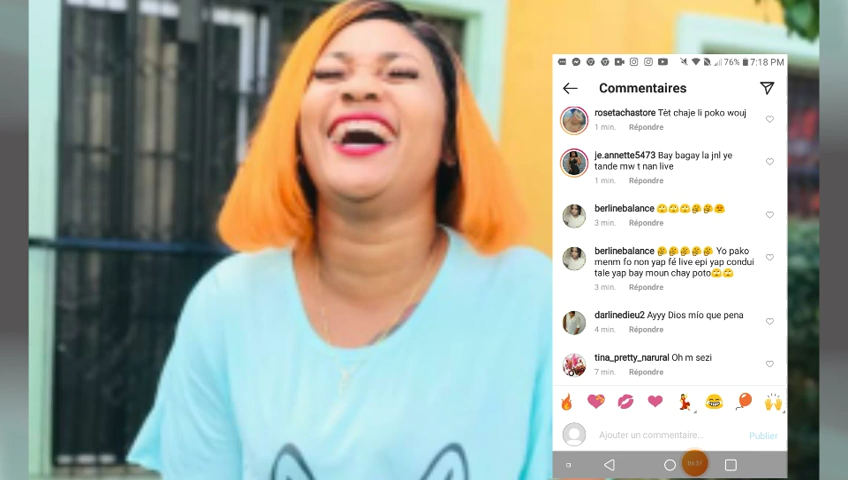 76% 7:18 PM
Commentaires
rosetachastore Tèt chaje li poko wouj
1 min. Répondre
je.annette5473 Bay bagay la jnl ye
tande mw t nan live
1 min. Répondre
berlinebalance 🙄🙄🙄🤔🤔😤
3 min. Répondre
berlinebalance 🤔🤔🤔🤔🤔 Yo pako
menm fo non yap fé live epi yap condui
tale yap bay moun chay poto🙄🙄
3 min. Répondre
darlinedieu2 Ayyy Dios mío que pena
4 min. Répondre
tina_pretty_narural Oh m sezi
7 min. Répondre
Ajouter un commentaire... Publier